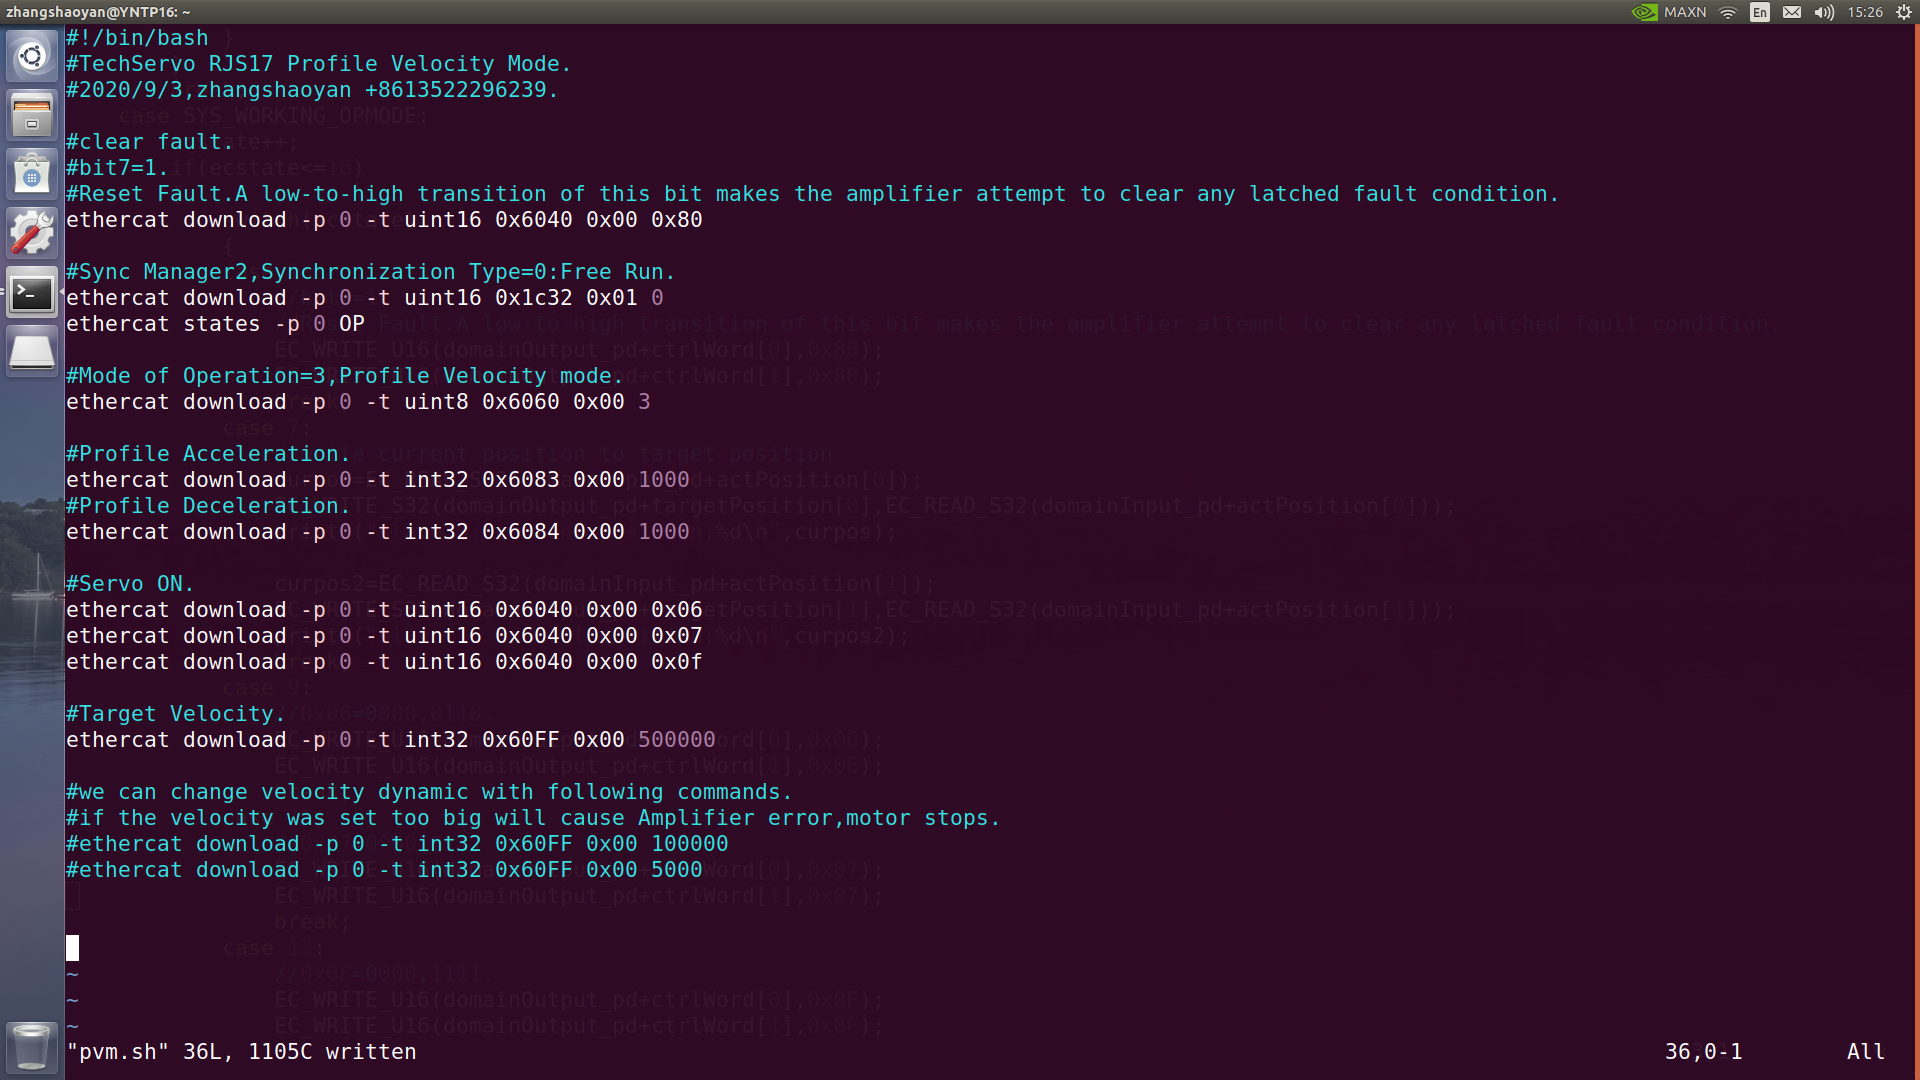 zhangshaoyan@YNTP16: ~
MAXN En 15:26
#!/bin/bash
#TechServo RJS17 Profile Velocity Mode.
#2020/9/3,zhangshaoyan +8613522296239.
#clear fault.
#bit7=1.
#Reset Fault.A low-to-high transition of this bit makes the amplifier attempt to clear any latched fault condition.
ethercat download -p 0 -t uint16 0x6040 0x00 0x80
#Sync Manager2,Synchronization Type=0:Free Run.
ethercat download -p 0 -t uint16 0x1c32 0x01 0
ethercat states -p 0 OP
#Mode of Operation=3,Profile Velocity mode.
ethercat download -p 0 -t uint8 0x6060 0x00 3
#Profile Acceleration.
ethercat download -p 0 -t int32 0x6083 0x00 1000
#Profile Deceleration.
ethercat download -p 0 -t int32 0x6084 0x00 1000
#Servo ON.
ethercat download -p 0 -t uint16 0x6040 0x00 0x06
ethercat download -p 0 -t uint16 0x6040 0x00 0x07
ethercat download -p 0 -t uint16 0x6040 0x00 0x0f
#Target Velocity.
ethercat download -p 0 -t int32 0x60FF 0x00 500000
#we can change velocity dynamic with following commands.
#if the velocity was set too big will cause Amplifier error,motor stops.
#ethercat download -p 0 -t int32 0x60FF 0x00 100000
#ethercat download -p 0 -t int32 0x60FF 0x00 5000
~
~
~
"pvm.sh" 36L, 1105C written 36,0-1 All